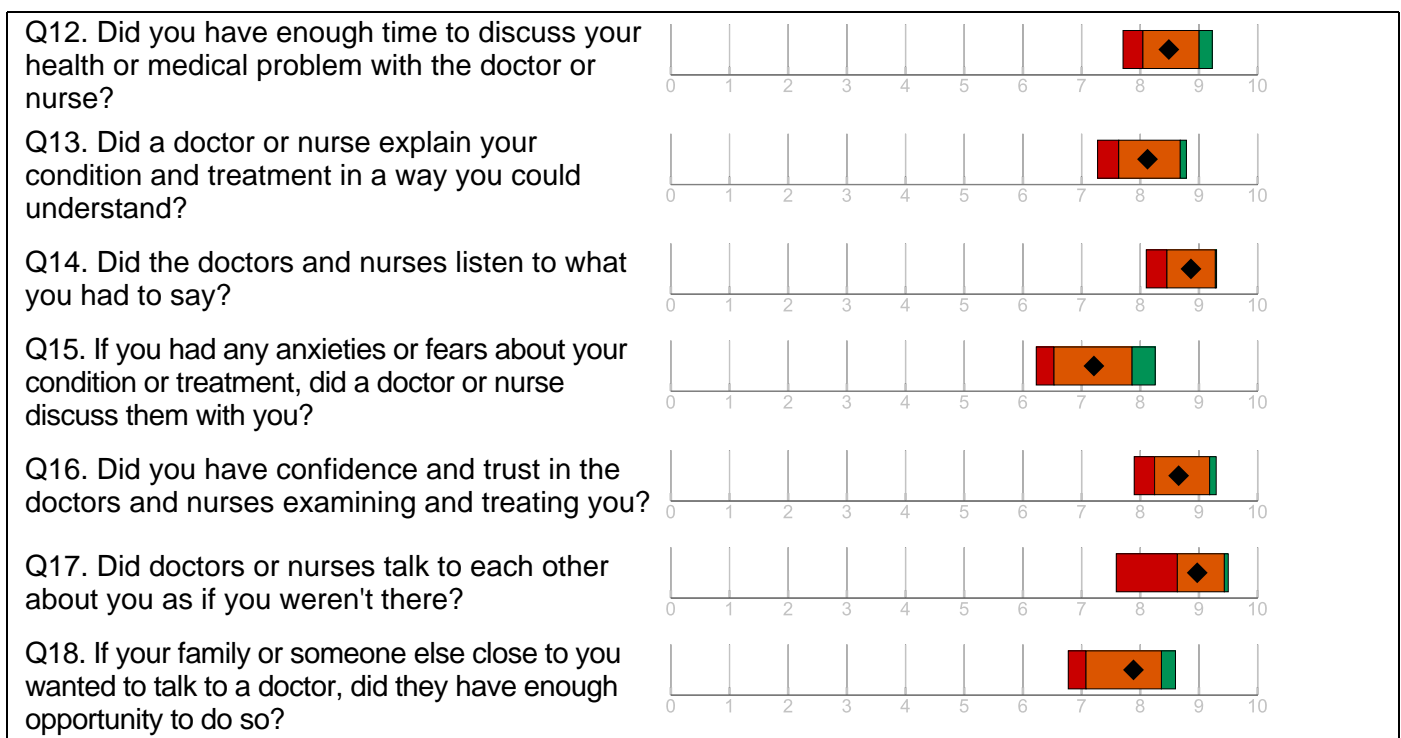 Q12. Did you have enough time to discuss your
health or medical problem with the doctor or
nurse?
0 1 2 3 4 5 6 7 8 9 10
Q13. Did a doctor or nurse explain your
condition and treatment in a way you could
understand?
0 1 2 3 4 5 6 7 8 9 10
Q14. Did the doctors and nurses listen to what
you had to say?
0 1 2 3 4 5 6 7 8 9 10
Q15. If you had any anxieties or fears about your
condition or treatment, did a doctor or nurse
discuss them with you?
0 1 2 3 4 5 6 7 8 9 10
Q16. Did you have confidence and trust in the
doctors and nurses examining and treating you?
0 1 2 3 4 5 6 7 8 9 10
Q17. Did doctors or nurses talk to each other
about you as if you weren't there?
0 1 2 3 4 5 6 7 8 9 10
Q18. If your family or someone else close to you
wanted to talk to a doctor, did they have enough
opportunity to do so?
0 1 2 3 4 5 6 7 8 9 10